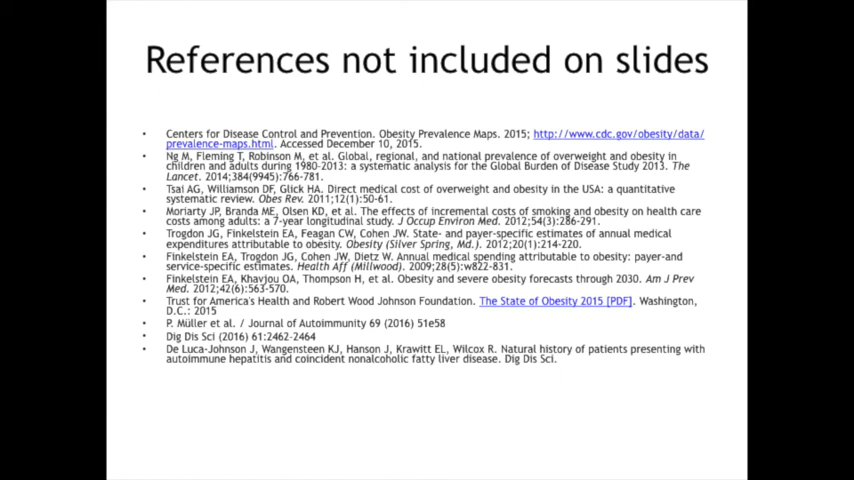 References not included on slides
• Centers for Disease Control and Prevention. Obesity Prevalence Maps. 2015; http://www.cdc.gov/obesity/data/
prevalence-maps.html. Accessed December 10, 2015.
• Ng M, Fleming T, Robinson M, et al. Global, regional, and national prevalence of overweight and obesity in
children and adults during 1980-2013: a systematic analysis for the Global Burden of Disease Study 2013. The
Lancet. 2014;384(9945):766-781.
• Tsai AG, Williamson DF, Glick HA. Direct medical cost of overweight and obesity in the USA: a quantitative
systematic review. Obes Rev. 2011;12(1):50-61.
• Moriarty JP, Branda ME, Olsen KD, et al. The effects of incremental costs of smoking and obesity on health care
costs among adults: a 7-year longitudinal study. J Occup Environ Med. 2012;54(3):286-291.
• Trogdon JG, Finkelstein EA, Feagan CW, Cohen JW. State- and payer-specific estimates of annual medical
expenditures attributable to obesity. Obesity (Silver Spring, Md.). 2012;20(1):214-220.
• Finkelstein EA, Trogdon JG, Cohen JW, Dietz W. Annual medical spending attributable to obesity: payer-and
service-specific estimates. Health Aff (Millwood). 2009;28(5):w822-831.
• Finkelstein EA, Khavjou OA, Thompson H, et al. Obesity and severe obesity forecasts through 2030. Am J Prev
Med. 2012;42(6):563-570.
• Trust for America's Health and Robert Wood Johnson Foundation. The State of Obesity 2015 [PDF]. Washington,
D.C.: 2015
• P. Müller et al. / Journal of Autoimmunity 69 (2016) 51e58
• Dig Dis Sci (2016) 61:2462-2464
• De Luca-Johnson J, Wangensteen KJ, Hanson J, Krawitt EL, Wilcox R. Natural history of patients presenting with
autoimmune hepatitis and coincident nonalcoholic fatty liver disease. Dig Dis Sci.